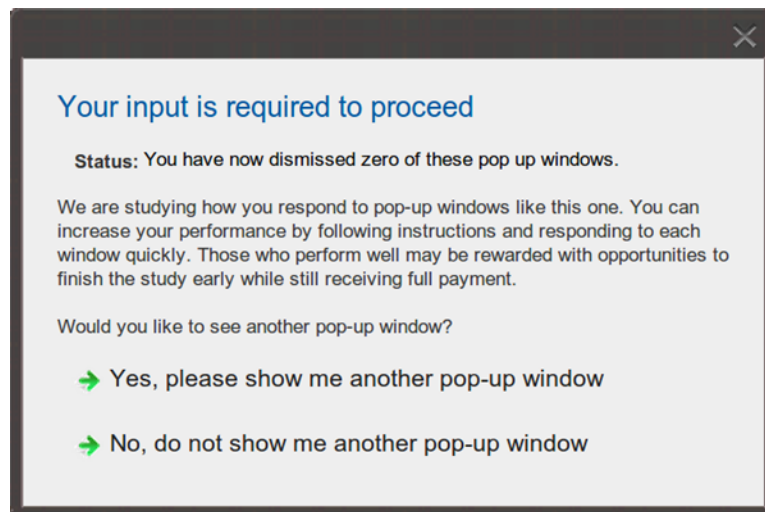 Your input is required to proceed
Status: You have now dismissed zero of these pop up windows.
We are studying how you respond to pop-up windows like this one. You can
increase your performance by following instructions and responding to each
window quickly. Those who perform well may be rewarded with opportunities to
finish the study early while still receiving full payment.
Would you like to see another pop-up window?
Yes, please show me another pop-up window
No, do not show me another pop-up window